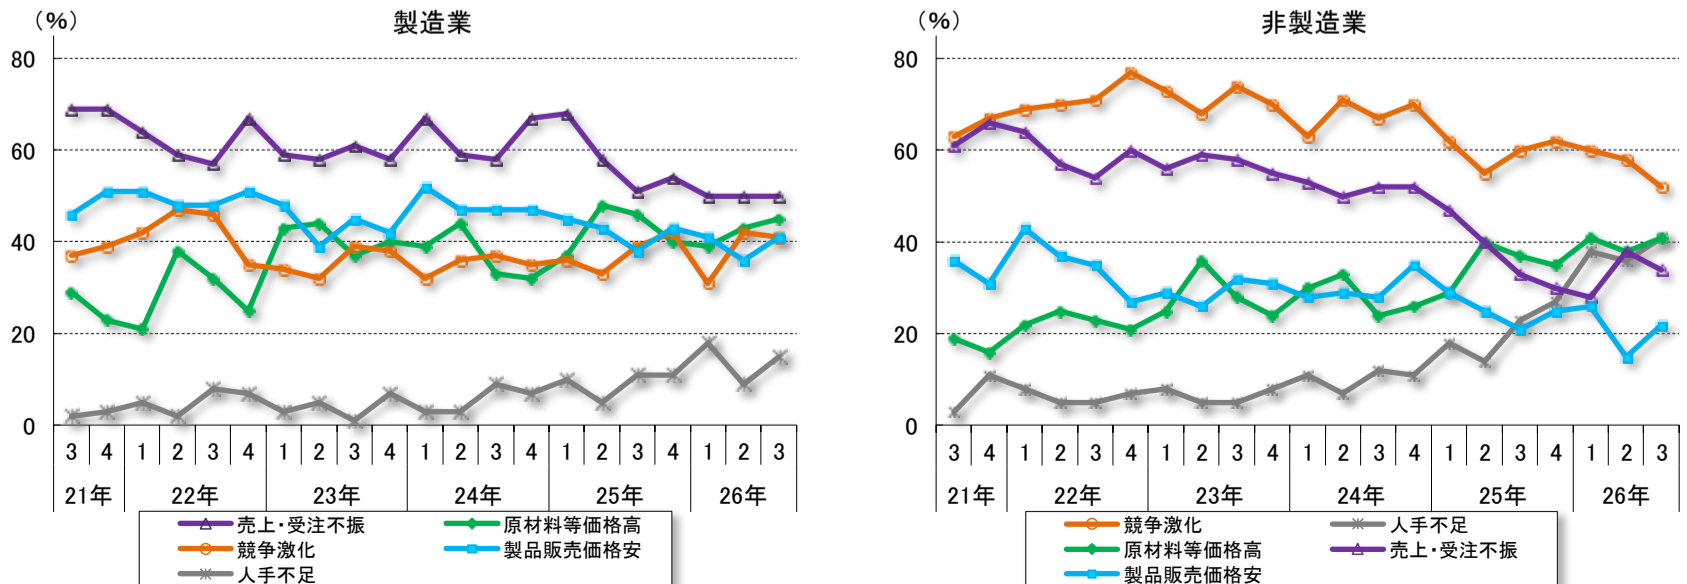 （%）
製造業
80
60
40
20
0
3 4 1 2 3 4 1 2 3 4 1 2 3 4 1 2 3 4 1 2 3
21年 22年 23年 24年 25年 26年
売上・受注不振 原材料等価格高
競争激化 製品販売価格安
人手不足
（%）
非製造業
80
60
40
20
0
3 4 1 2 3 4 1 2 3 4 1 2 3 4 1 2 3 4 1 2 3
21年 22年 23年 24年 25年 26年
競争激化 人手不足
原材料等価格高 売上・受注不振
製品販売価格安